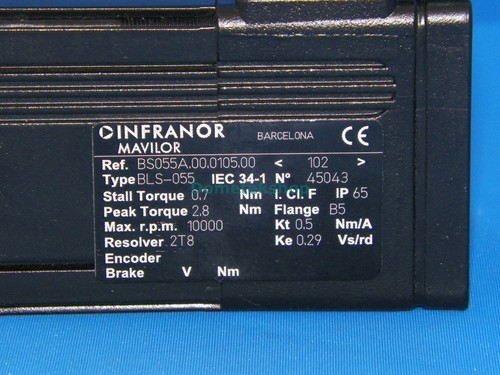 INFRANOR BARCELONA CE
MAVILOR
Ref. BS055A.00.0105.00 < 102 >
Type BLS-055 IEC 34-1 Nº 45043
Stall Torque 0.7 Nm I. Cl. F IP 65
Peak Torque 2.8 Nm Flange B5
Max. r.p.m. 10000 Kt 0.5 Nm/A
Resolver 2T8 Ke 0.29 Vs/rd
Encoder
Brake V Nm